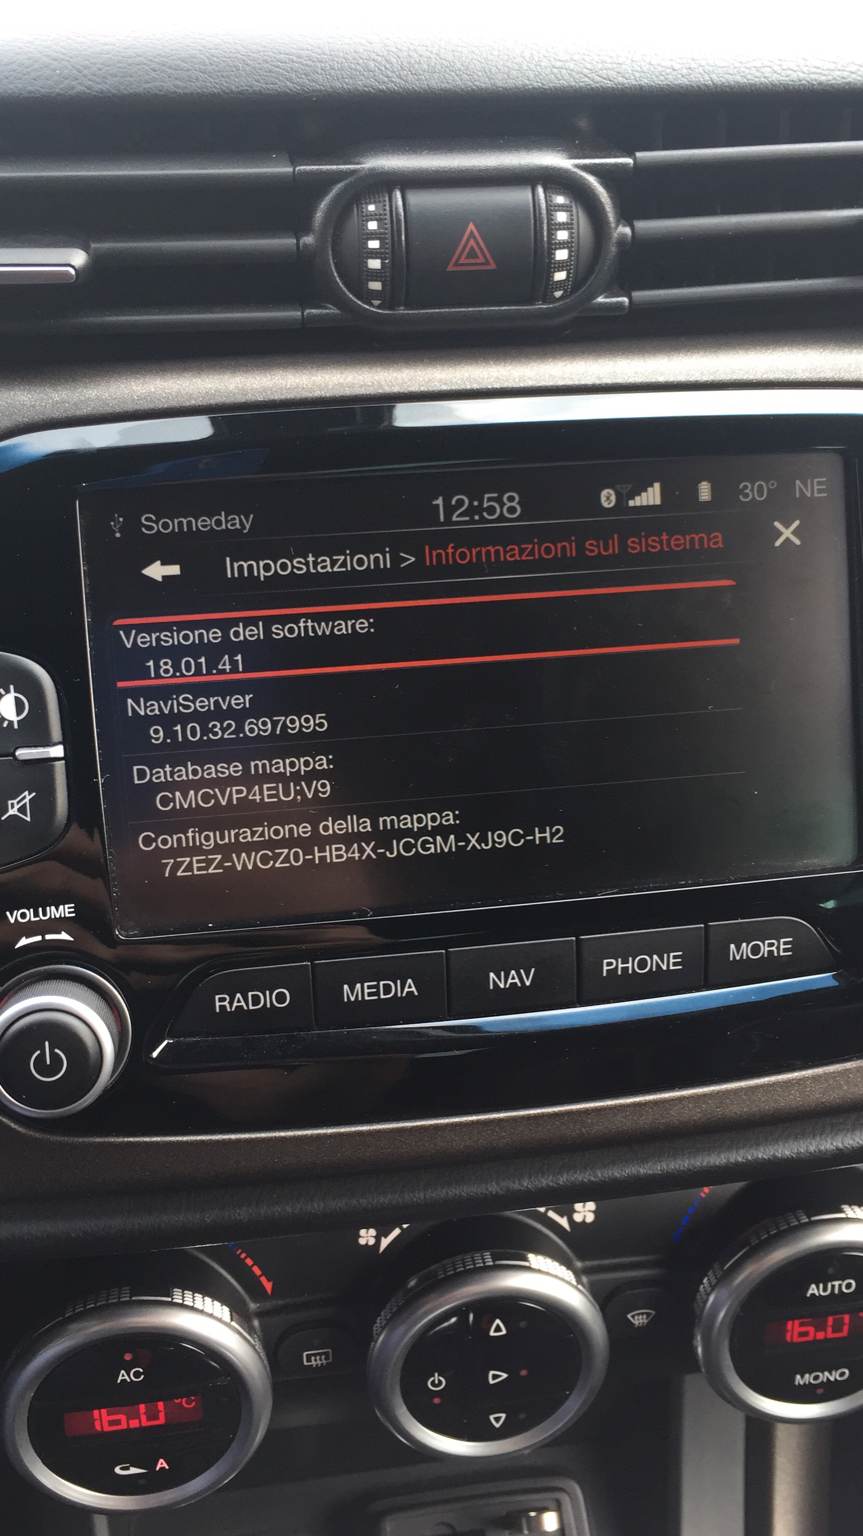 Someday 12:58 30° NE
Impostazioni > Informazioni sul sistema
Versione del software:
18.01.41
NaviServer
9.10.32.697995
Database mappa:
CMCVP4EU;V9
Configurazione della mappa:
7ZEZ-WCZ0-HB4X-JCGM-XJ9C-H2
VOLUME
RADIO MEDIA NAV PHONE MORE
AC
16.0 °C
A
AUTO
16.0
MONO